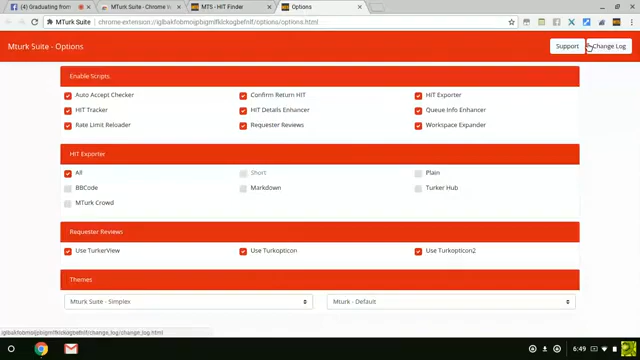 (4) Graduating from
MTurk Suite - Chrome
MTS - HIT Finder
Options
MTurk Suite
chrome-extension://
/options/options.html
Mturk Suite - Options
Support
Change Log
Enable Scripts
Auto Accept Checker
Confirm Return HIT
HIT Exporter
HIT Tracker
HIT Details Enhancer
Queue Info Enhancer
Rate Limit Reloader
Requester Reviews
Workspace Expander
HIT Exporter
All
Short
Plain
BBCode
Markdown
Turker Hub
MTurk Crowd
Requester Reviews
Use TurkerView
Use Turkopticon
Use Turkopticon2
Themes
Mturk Suite - Simplex
Mturk - Default
/change_log/change_log.html
6:49